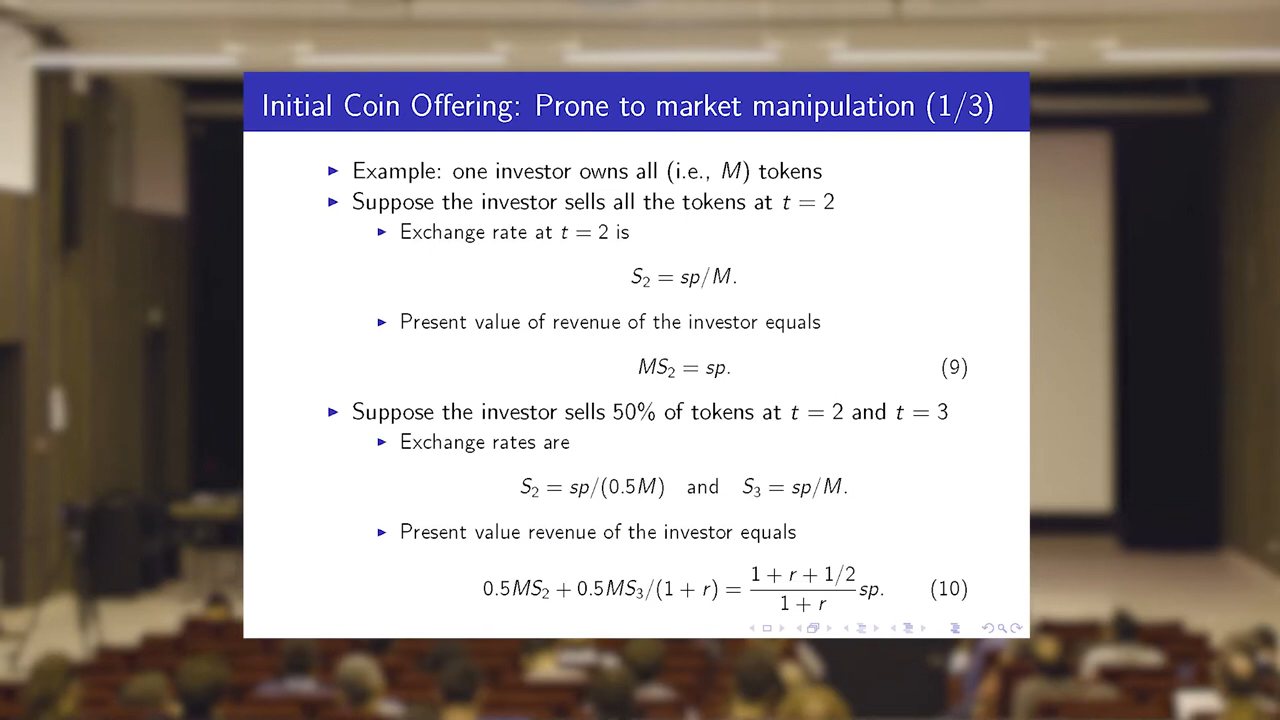 Initial Coin Offering: Prone to market manipulation (1/3)
Example: one investor owns all (i.e., M) tokens
Suppose the investor sells all the tokens at t = 2
Exchange rate at t = 2 is
S₂ = sp/M.
Present value of revenue of the investor equals
MS₂ = sp. (9)
Suppose the investor sells 50% of tokens at t = 2 and t = 3
Exchange rates are
S₂ = sp/(0.5M) and S₃ = sp/M.
Present value revenue of the investor equals
0.5MS₂ + 0.5MS₃/(1 + r) = (1 + r + 1/2)/(1 + r) sp. (10)